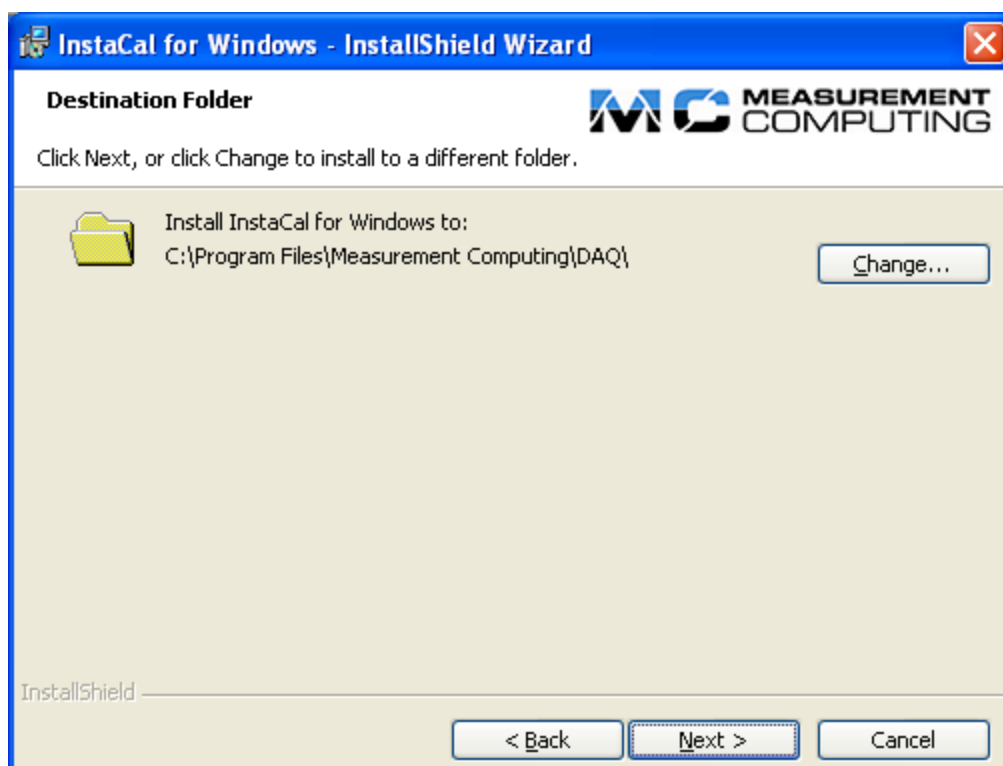 InstaCal for Windows - InstallShield Wizard
Destination Folder
MC MEASUREMENT
COMPUTING
Click Next, or click Change to install to a different folder.
Install InstaCal for Windows to:
C:\Program Files\Measurement Computing\DAQ\
Change...
InstallShield
< Back
Next >
Cancel